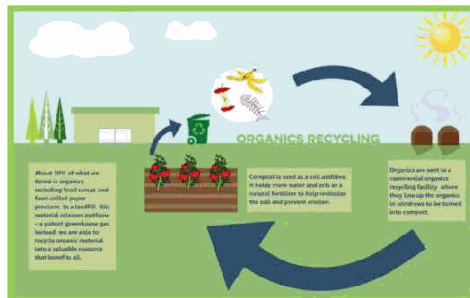 ORGANICS RECYCLING
About 30% of what we
throw is organics,
including food scraps and
food-soiled paper
products. In a landfill, this
material releases methane
– a potent greenhouse gas
Instead we are able to
recycle organic material
into a valuable resource
that benefits all.
Compost is used as a soil additive.
It holds more water and acts as a
natural fertilizer to help revitalize
the soil and prevent erosion.
Organics are sent to a
commercial organics
recycling facility where
they line up the organics
in windrows to be turned
into compost.